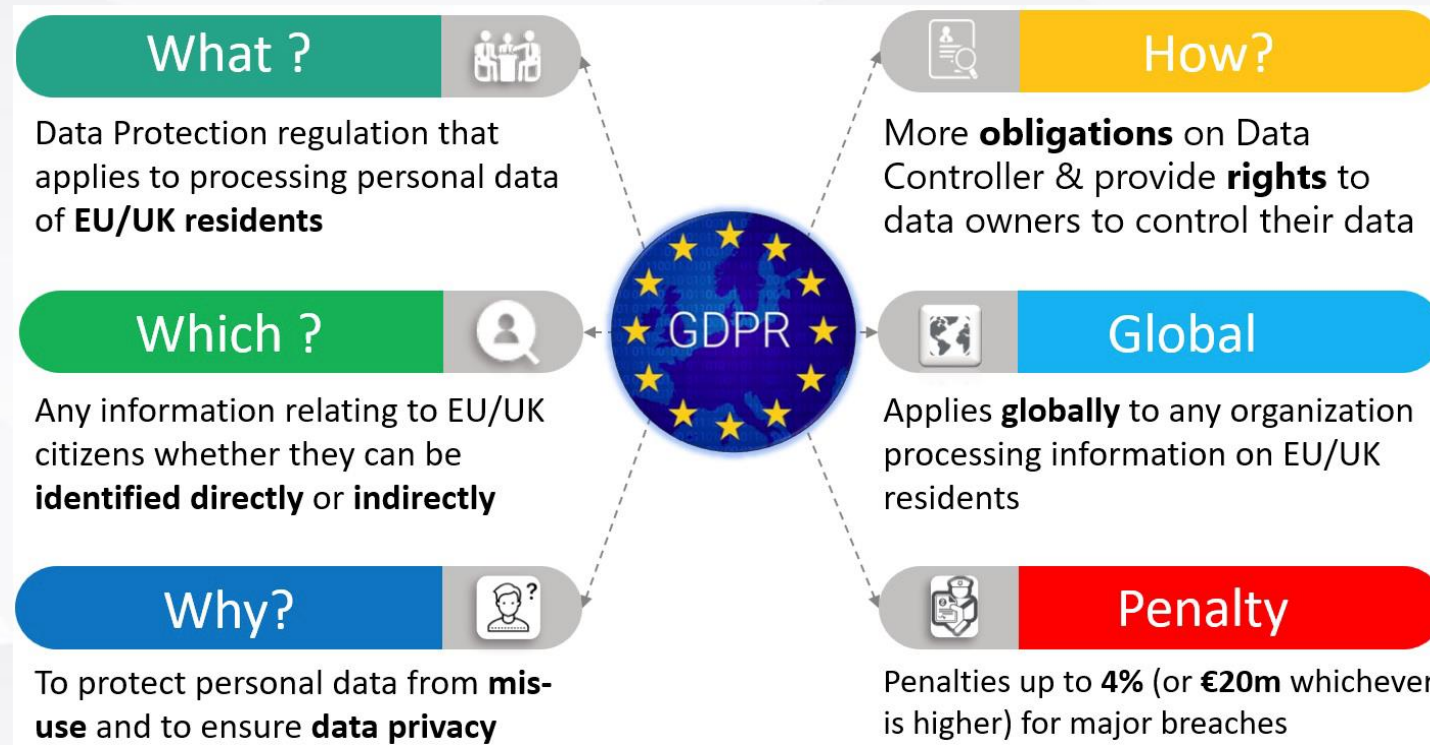 What ?
Data Protection regulation that
applies to processing personal data
of EU/UK residents
Which ?
Any information relating to EU/UK
citizens whether they can be
identified directly or indirectly
Why?
To protect personal data from mis-
use and to ensure data privacy
GDPR
How?
More obligations on Data
Controller & provide rights to
data owners to control their data
Global
Applies globally to any organization
processing information on EU/UK
residents
Penalty
Penalties up to 4% (or €20m whichever
is higher) for major breaches